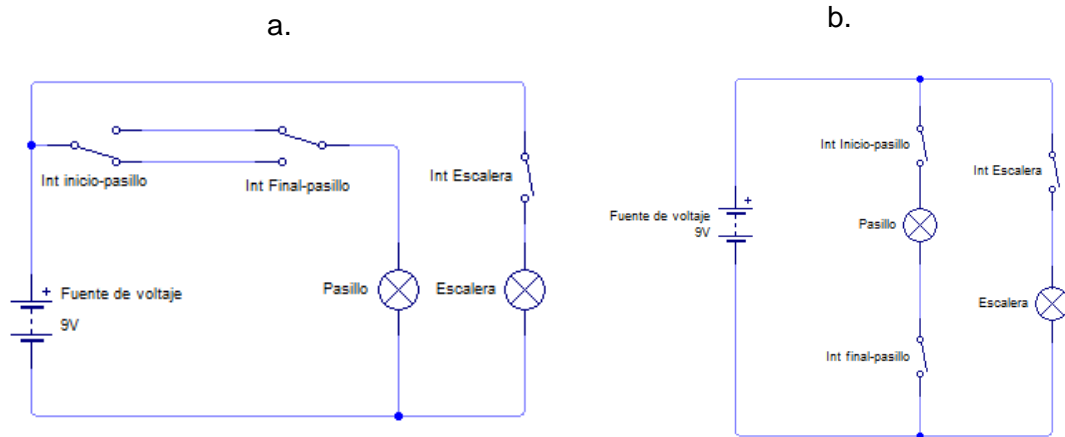 a.
Int inicio-pasillo
Int Final-pasillo
Int Escalera
+
Fuente de voltaje
9V
Pasillo
Escalera
b.
Int Inicio-pasillo
Int Escalera
+
Fuente de voltaje
9V
Pasillo
Escalera
Int final-pasillo